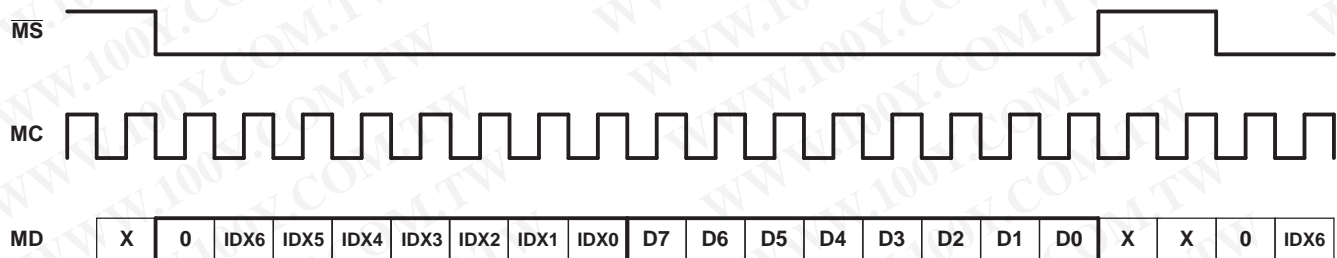 MS
MC
MD X 0 IDX6 IDX5 IDX4 IDX3 IDX2 IDX1 IDX0 D7 D6 D5 D4 D3 D2 D1 D0 X X 0 IDX6
WWW.100Y.COM.TW